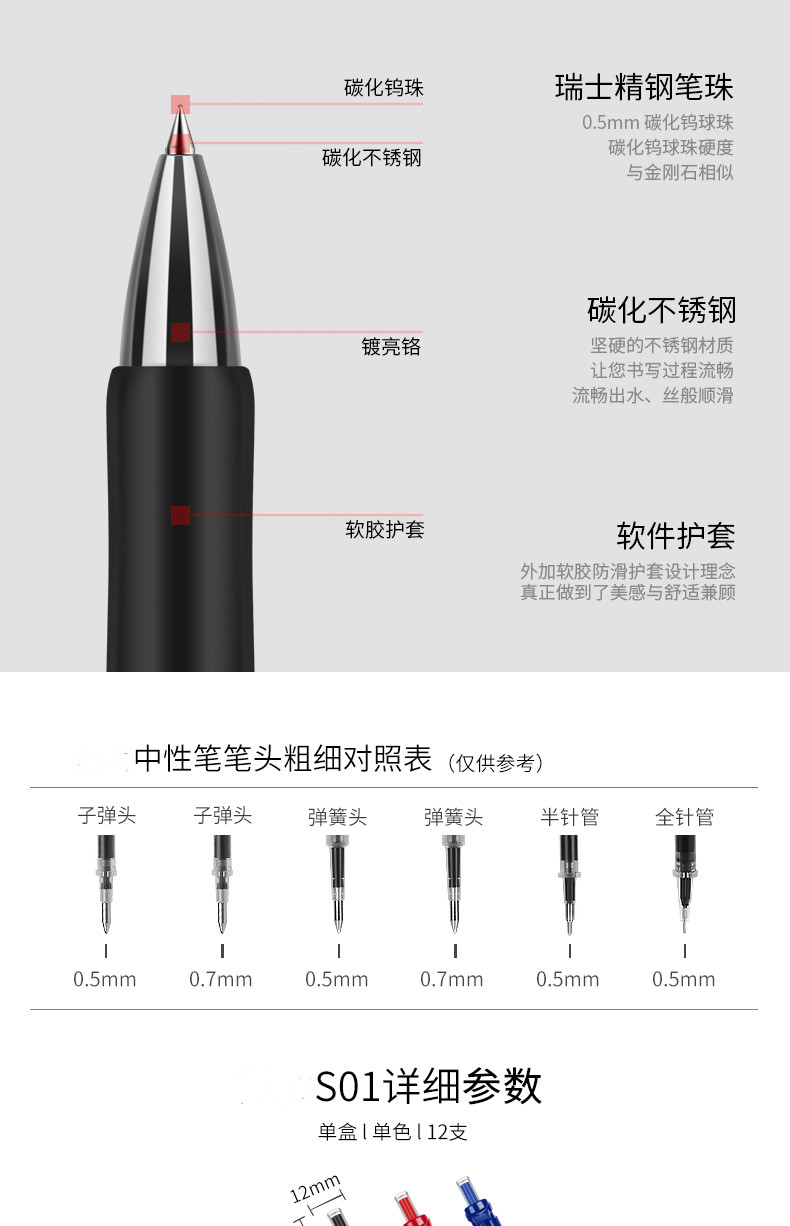 碳化钨珠
碳化不锈钢
瑞士精钢笔珠
0.5mm 碳化钨球珠
碳化钨球珠硬度
与金刚石相似
镀亮铬
碳化不锈钢
坚硬的不锈钢材质
让您书写过程流畅
流畅出水、丝般顺滑
软胶护套
软件护套
外加软胶防滑护套设计理念
真正做到了美感与舒适兼顾
中性笔笔头粗细对照表（仅供参考）
子弹头 子弹头 弹簧头 弹簧头 半针管 全针管
0.5mm 0.7mm 0.5mm 0.7mm 0.5mm 0.5mm
S01详细参数
单盒 l 单色 l 12支
12mm